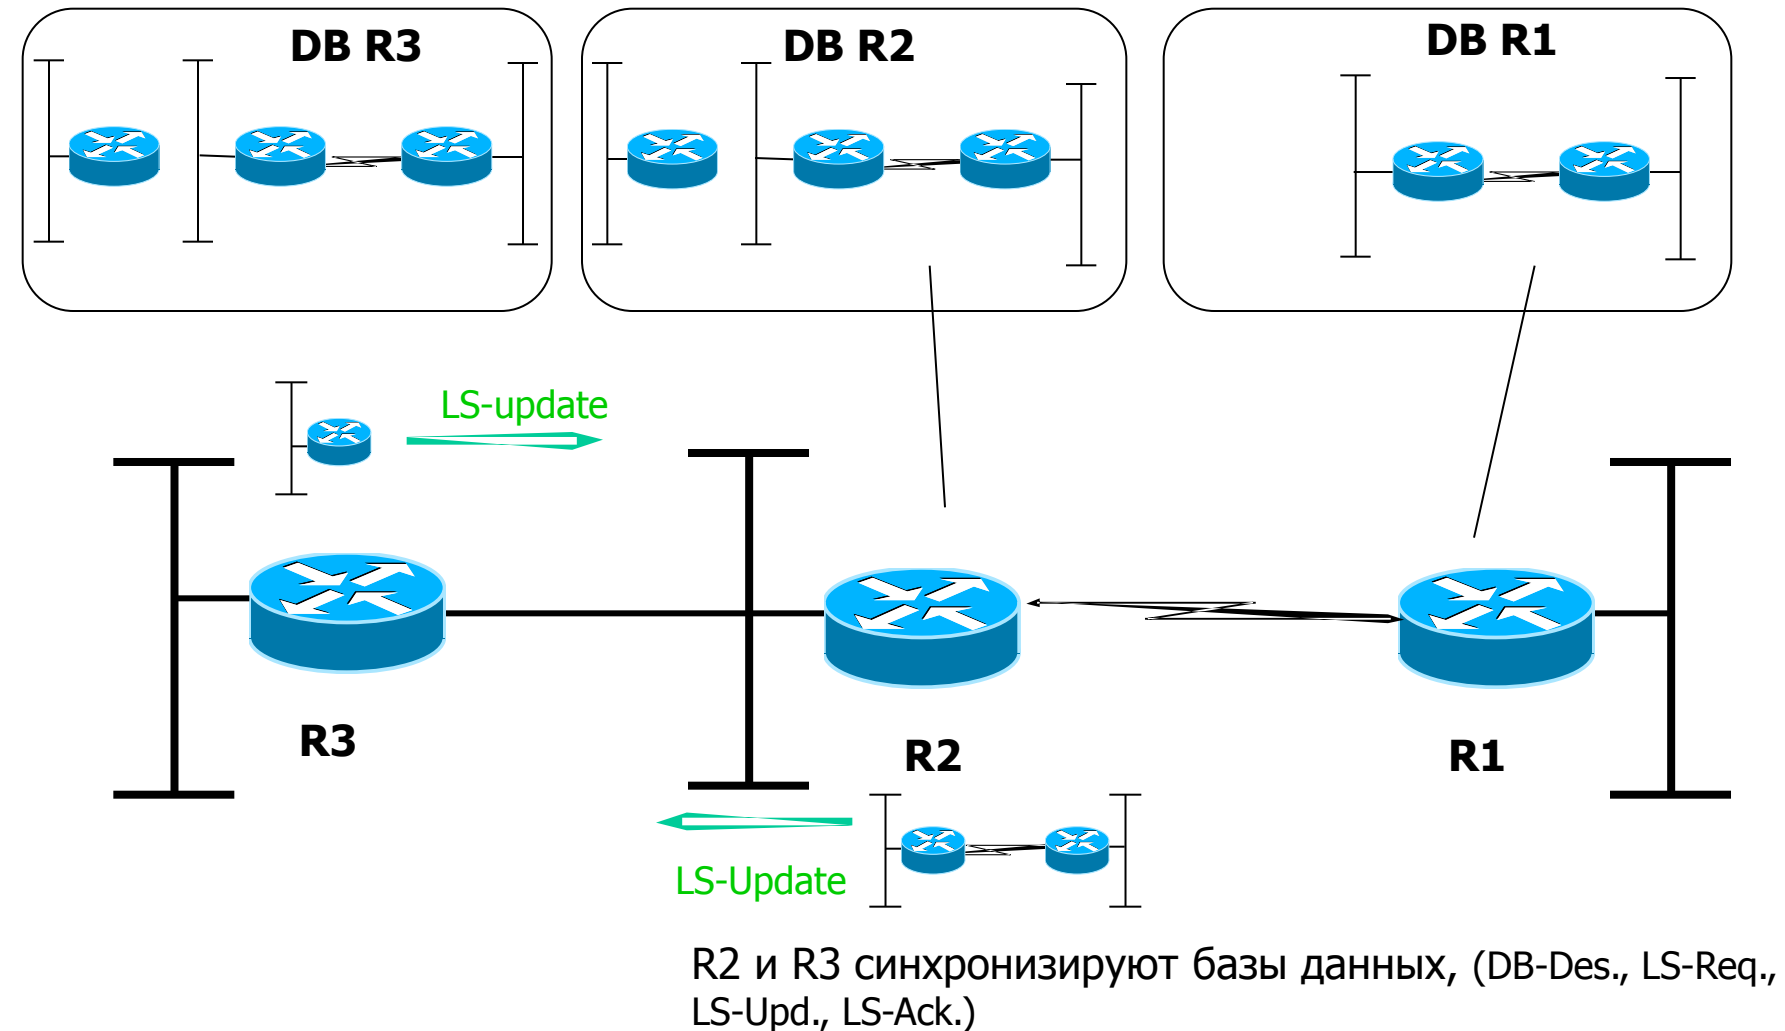 DB R3
DB R2
DB R1
LS-update
R3
R2
R1
LS-Update
R2 и R3 синхронизируют базы данных, (DB-Des., LS-Req.,
LS-Upd., LS-Ack.)